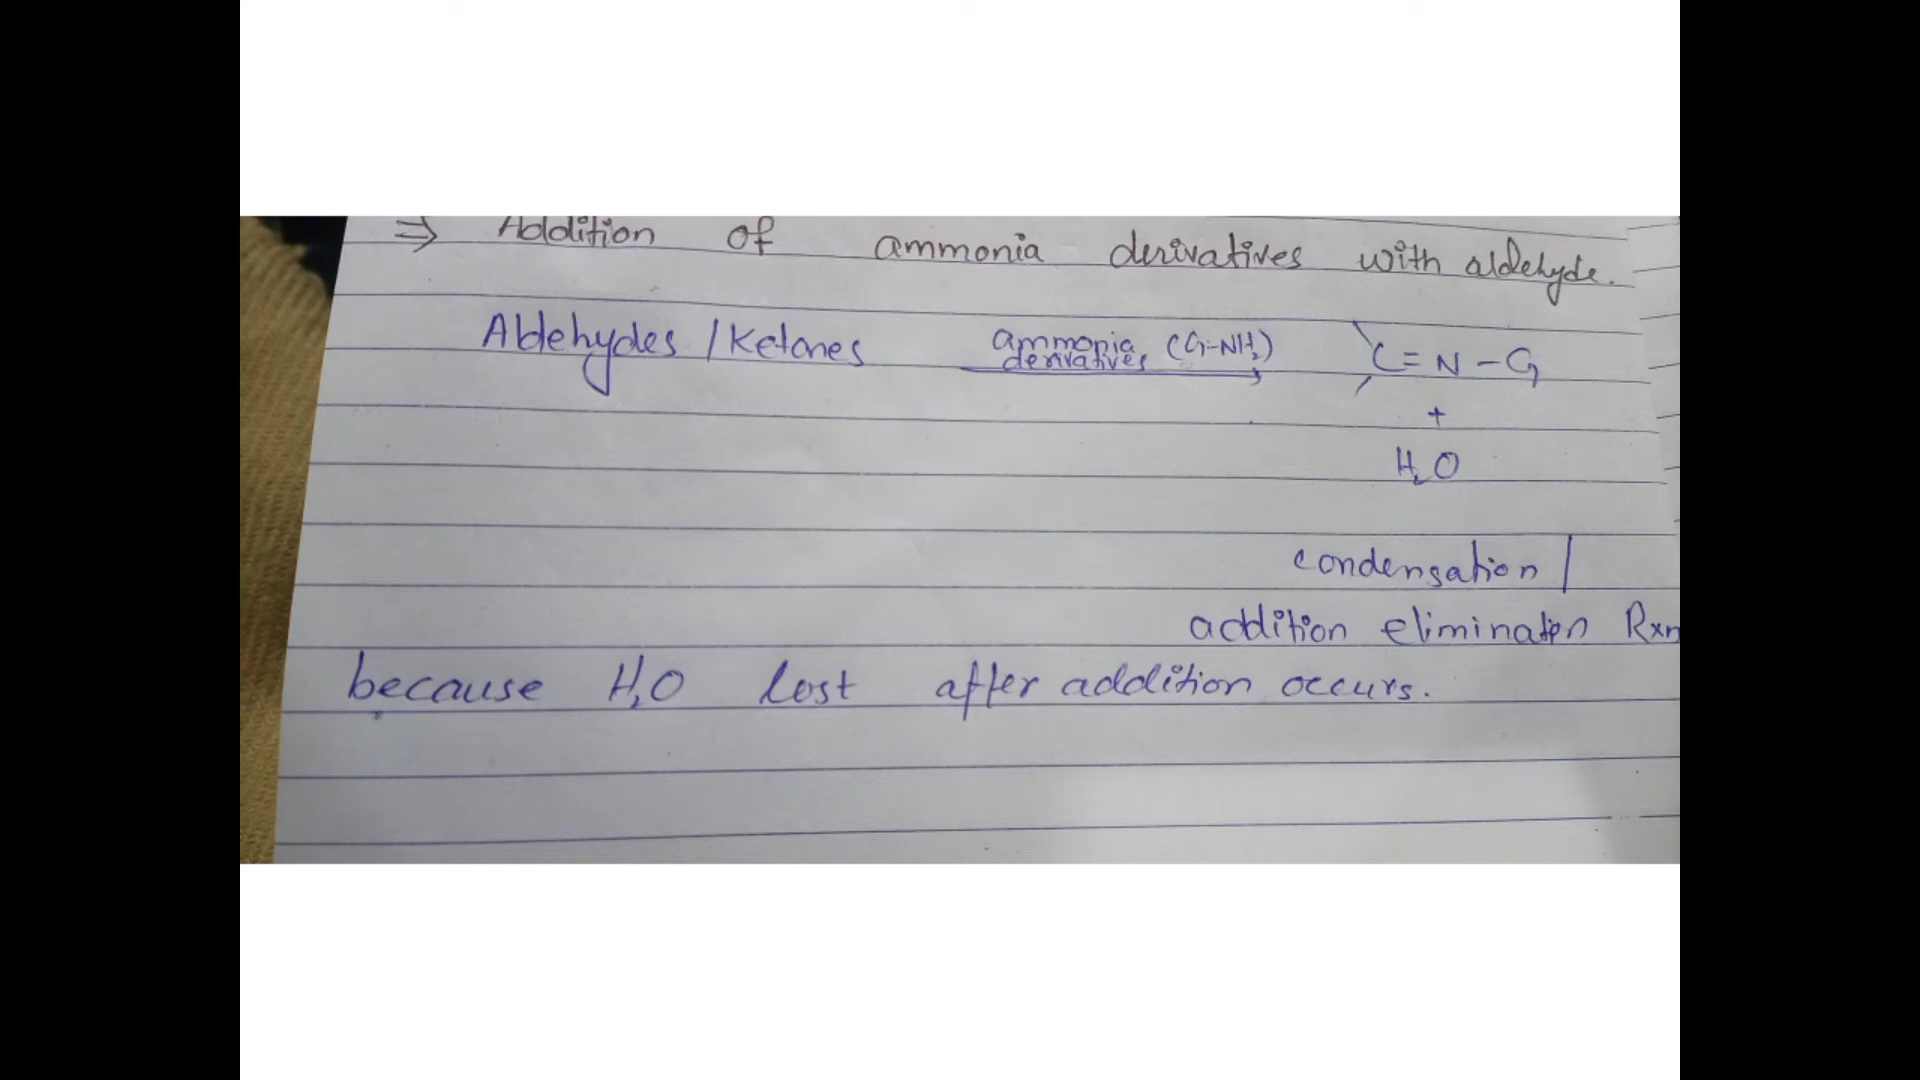 ⇒ Addition of ammonia derivatives with aldehyde.
Aldehydes / Ketones ammonia derivatives (G-NH₂) → C=N-G
+
H₂O
condensation /
addition elimination Rxn
because H₂O lost after addition occurs.